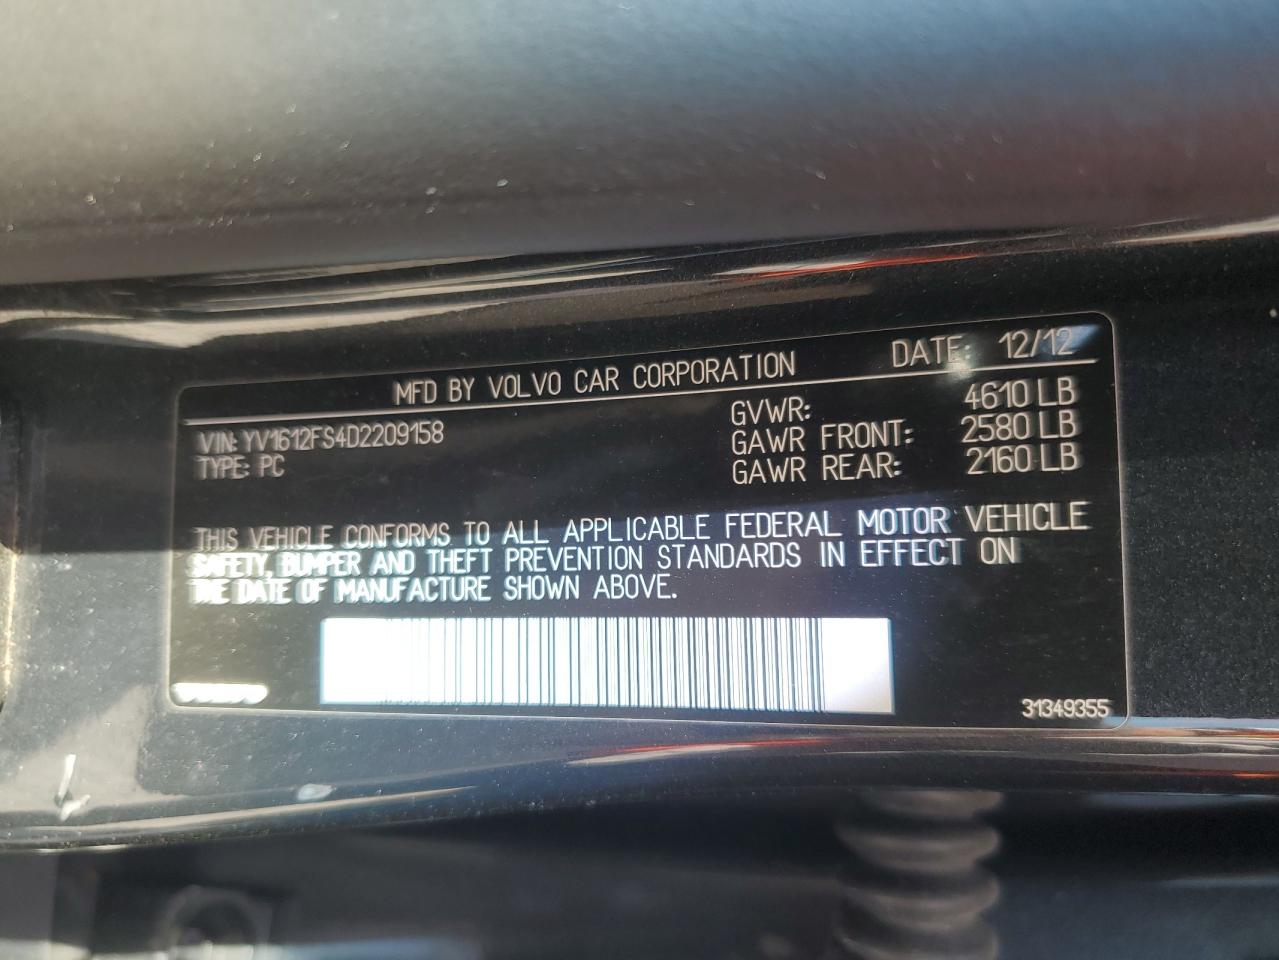 MFD BY VOLVO CAR CORPORATION DATE: 12/12
VIN: YV1612FS4D2209158 GVWR: 4610 LB
TYPE: PC GAWR FRONT: 2580 LB
GAWR REAR: 2160 LB
THIS VEHICLE CONFORMS TO ALL APPLICABLE FEDERAL MOTOR VEHICLE
SAFETY, BUMPER AND THEFT PREVENTION STANDARDS IN EFFECT ON
THE DATE OF MANUFACTURE SHOWN ABOVE.
31349355